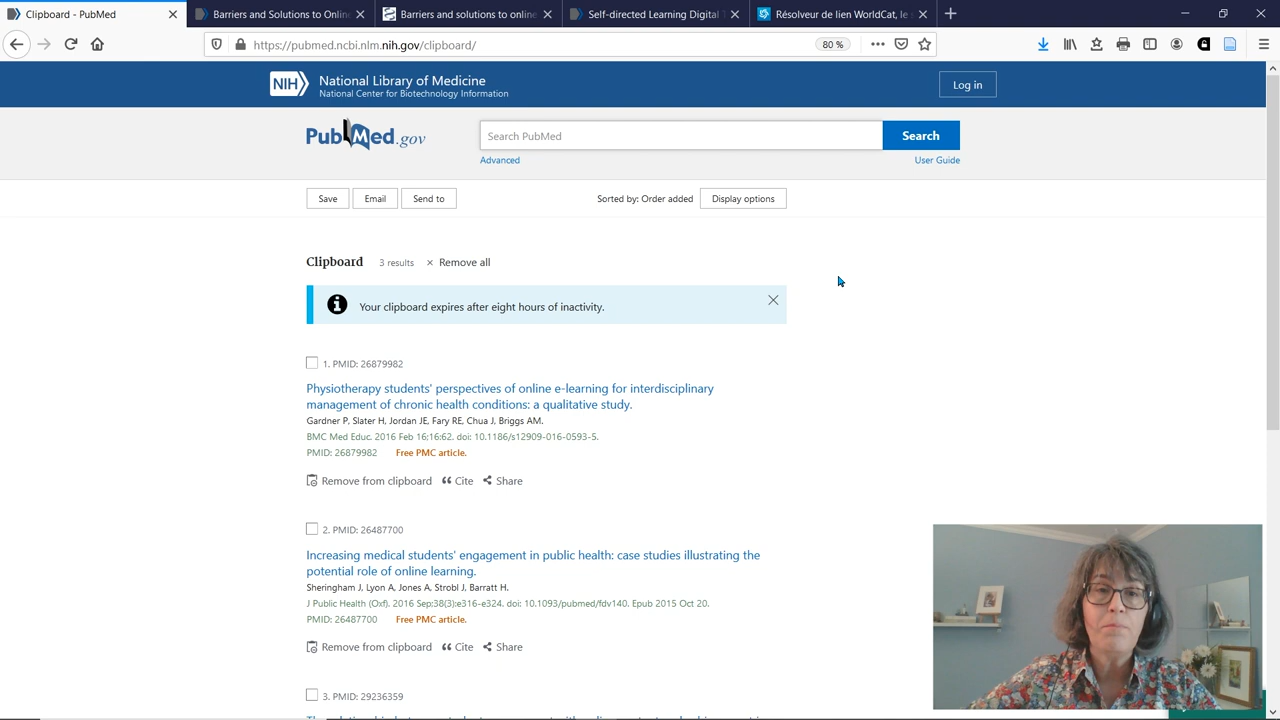 Clipboard - PubMed
Barriers and Solutions to Online
Barriers and solutions to online
Self-directed Learning Digital
Résolveur de lien WorldCat, le s
https://pubmed.ncbi.nlm.nih.gov/clipboard/
80 %
NIH
National Library of Medicine
National Center for Biotechnology Information
Log in
PubMed.gov
Search PubMed
Search
Advanced
User Guide
Save
Email
Send to
Sorted by: Order added
Display options
Clipboard
3 results
× Remove all
Your clipboard expires after eight hours of inactivity.
1. PMID: 26879982
Physiotherapy students' perspectives of online e-learning for interdisciplinary
management of chronic health conditions: a qualitative study.
Gardner P, Slater H, Jordan JE, Fary RE, Chua J, Briggs AM.
BMC Med Educ. 2016 Feb 16;16:62. doi: 10.1186/s12909-016-0593-5.
PMID: 26879982 Free PMC article.
Remove from clipboard Cite Share
2. PMID: 26487700
Increasing medical students' engagement in public health: case studies illustrating the
potential role of online learning.
Sheringham J, Lyon A, Jones A, Strobl J, Barratt H.
J Public Health (Oxf). 2016 Sep;38(3):e316-e324. doi: 10.1093/pubmed/fdv140. Epub 2015 Oct 20.
PMID: 26487700 Free PMC article.
Remove from clipboard Cite Share
3. PMID: 29236359